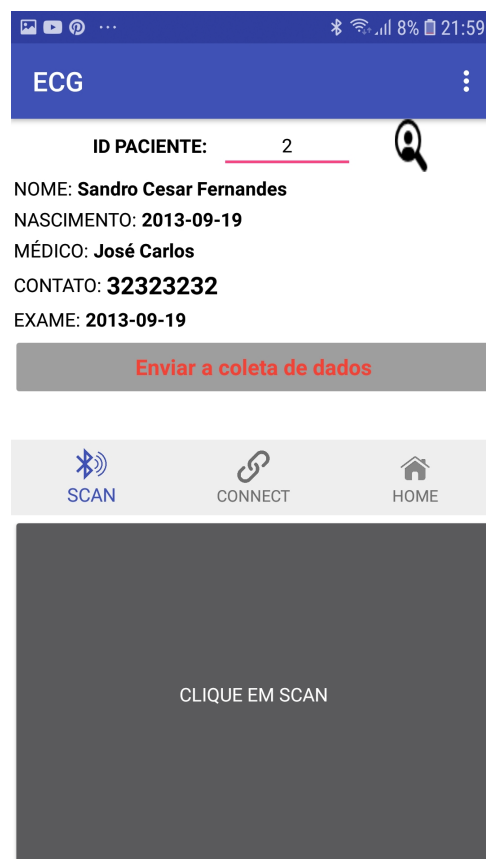 8% 21:59
ECG
ID PACIENTE: 2
NOME: Sandro Cesar Fernandes
NASCIMENTO: 2013-09-19
MÉDICO: José Carlos
CONTATO: 32323232
EXAME: 2013-09-19
Enviar a coleta de dados
SCAN CONNECT HOME
CLIQUE EM SCAN